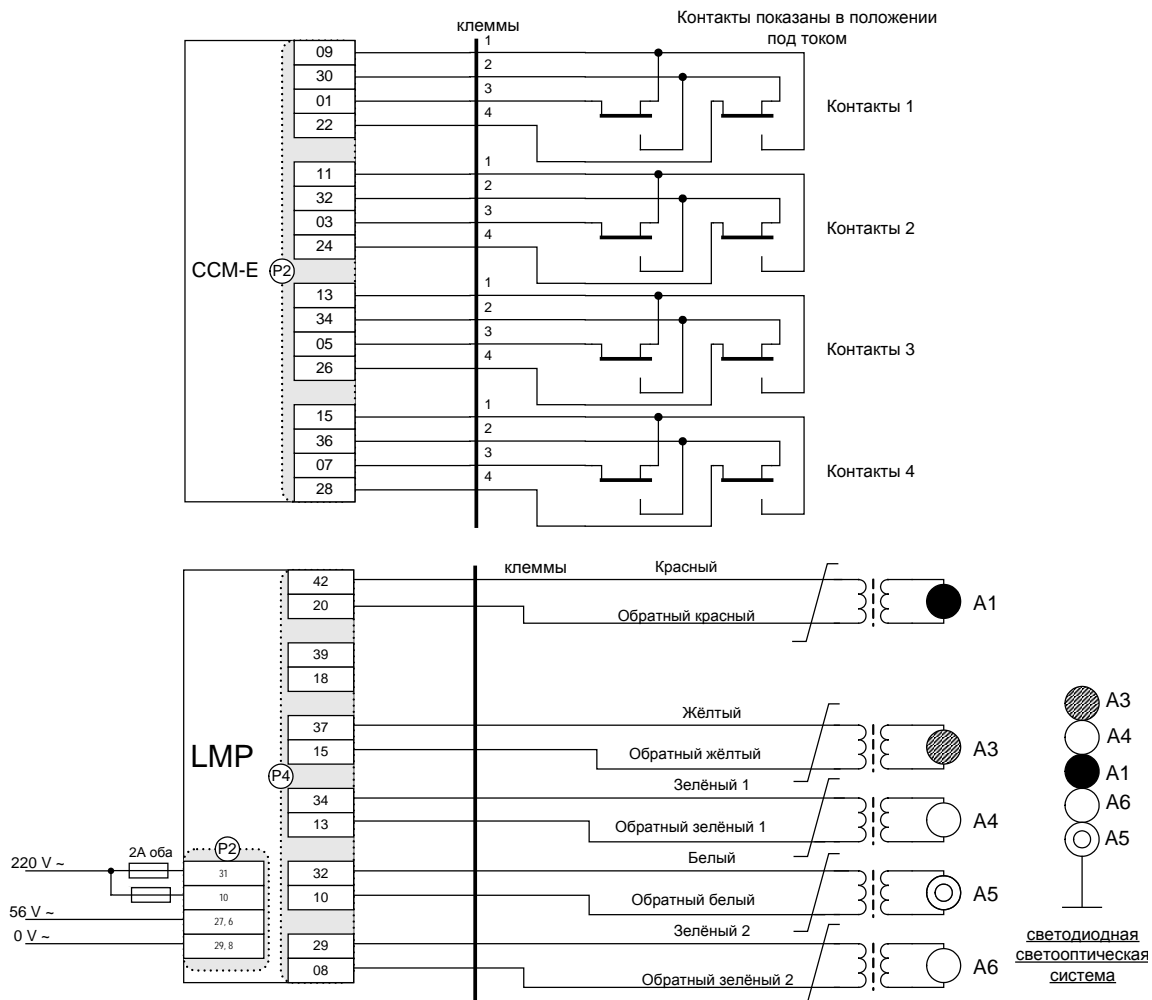 Контакты показаны в положении
под током
клеммы
CCM-E
P2
09
30
01
22
1
2
3
4
Контакты 1
11
32
03
24
1
2
3
4
Контакты 2
13
34
05
26
1
2
3
4
Контакты 3
15
36
07
28
1
2
3
4
Контакты 4
LMP
P4
клеммы
42
20
Красный
Обратный красный
A1
39
18
37
15
Жёлтый
Обратный жёлтый
A3
34
13
Зелёный 1
Обратный зелёный 1
A4
32
10
Белый
Обратный белый
A5
29
08
Зелёный 2
Обратный зелёный 2
A6
P2
2А оба
220 V ~
31
10
56 V ~
27, 6
0 V ~
29, 8
A3
A4
A1
A6
A5
светодиодная
светооптическая
система